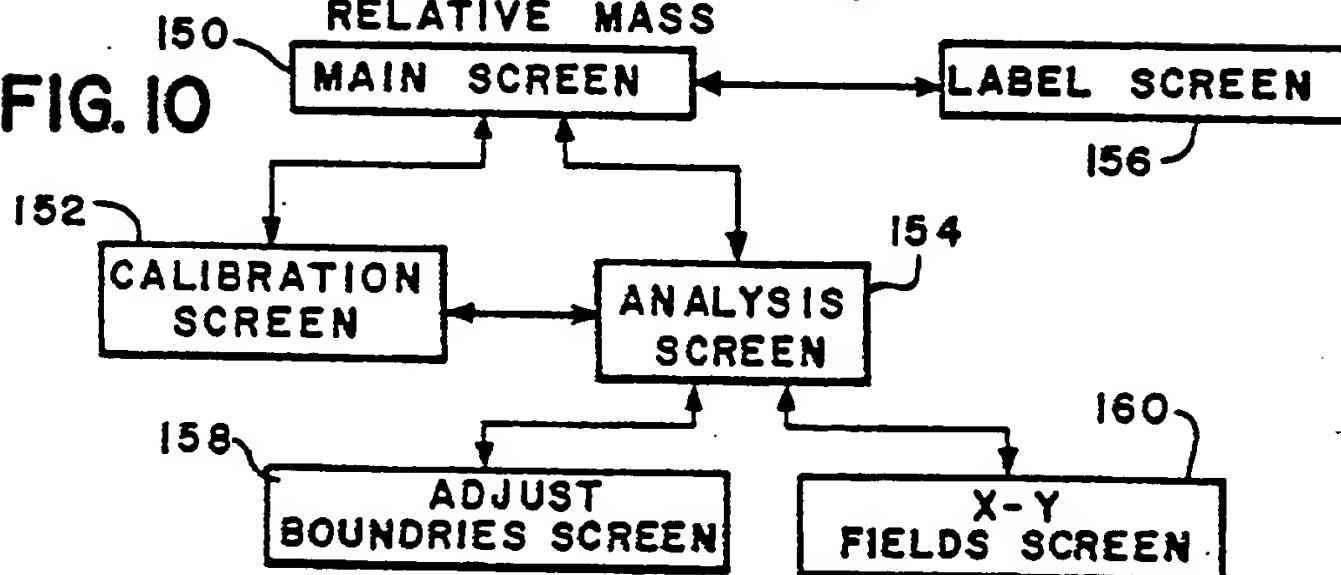 RELATIVE MASS
150
MAIN SCREEN
LABEL SCREEN
FIG. 10
156
152
154
CALIBRATION
SCREEN
ANALYSIS
SCREEN
158
160
ADJUST
BOUNDRIES SCREEN
X-Y
FIELDS SCREEN